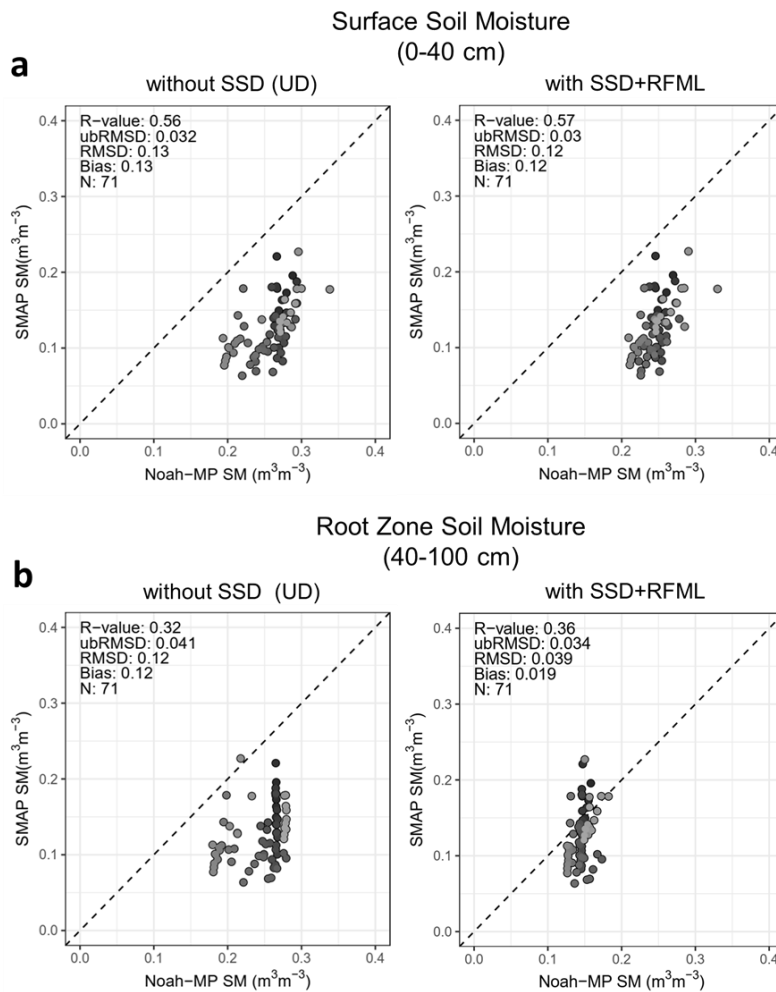 Surface Soil Moisture
(0-40 cm)
a
without SSD (UD)
with SSD+RFML
R−value: 0.56
ubRMSD: 0.032
RMSD: 0.13
Bias: 0.13
N: 71
R−value: 0.57
ubRMSD: 0.03
RMSD: 0.12
Bias: 0.12
N: 71
SMAP SM(m³m⁻³)
0.4
0.3
0.2
0.1
0.0
0.0 0.1 0.2 0.3 0.4
Noah−MP SM (m³m⁻³)
SMAP SM(m³m⁻³)
0.4
0.3
0.2
0.1
0.0
0.0 0.1 0.2 0.3 0.4
Noah−MP SM (m³m⁻³)
Root Zone Soil Moisture
(40-100 cm)
b
without SSD (UD)
with SSD+RFML
R−value: 0.32
ubRMSD: 0.041
RMSD: 0.12
Bias: 0.12
N: 71
R−value: 0.36
ubRMSD: 0.034
RMSD: 0.039
Bias: 0.019
N: 71
SMAP SM(m³m⁻³)
0.4
0.3
0.2
0.1
0.0
0.0 0.1 0.2 0.3 0.4
Noah−MP SM (m³m⁻³)
SMAP SM(m³m⁻³)
0.4
0.3
0.2
0.1
0.0
0.0 0.1 0.2 0.3 0.4
Noah−MP SM (m³m⁻³)